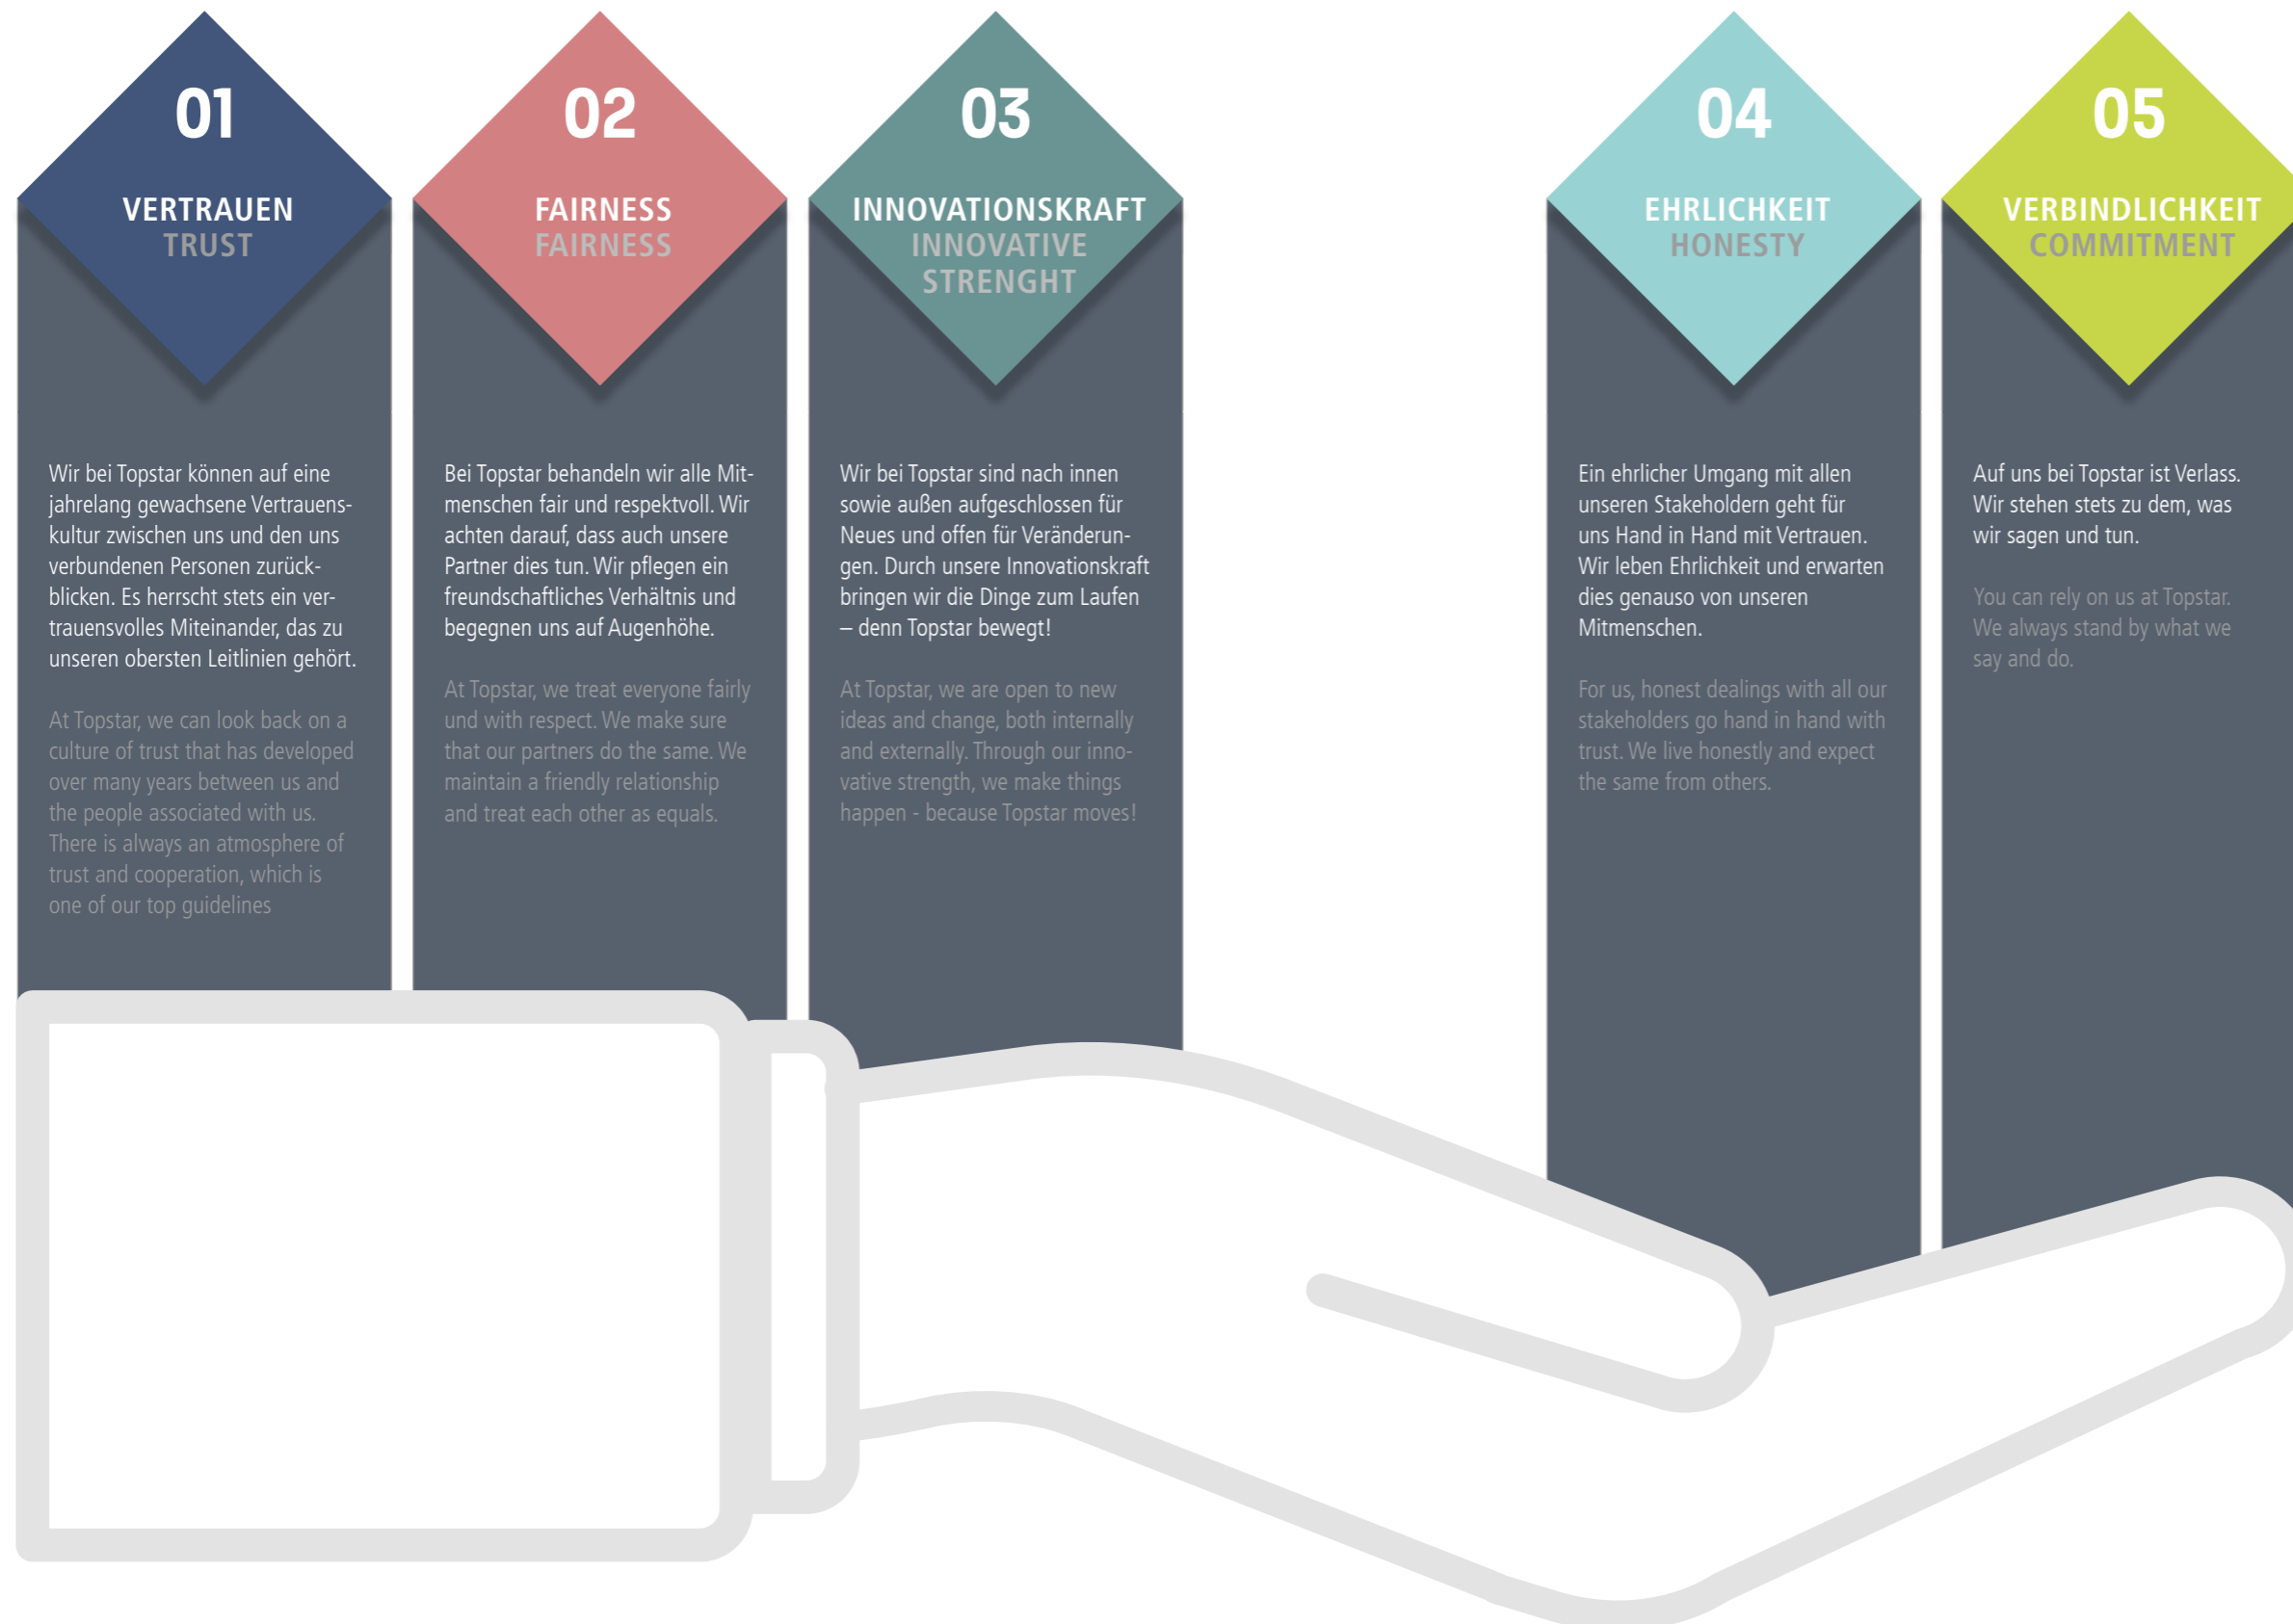 01
VERTRAUEN
TRUST
Wir bei Topstar können auf eine
jahrelang gewachsene Vertrauens-
kultur zwischen uns und den uns
verbundenen Personen zurück-
blicken. Es herrscht stets ein ver-
trauensvolles Miteinander, das zu
unseren obersten Leitlinien gehört.
At Topstar, we can look back on a
culture of trust that has developed
over many years between us and
the people associated with us.
There is always an atmosphere of
trust and cooperation, which is
one of our top guidelines
02
FAIRNESS
FAIRNESS
Bei Topstar behandeln wir alle Mit-
menschen fair und respektvoll. Wir
achten darauf, dass auch unsere
Partner dies tun. Wir pflegen ein
freundschaftliches Verhältnis und
begegnen uns auf Augenhöhe.
At Topstar, we treat everyone fairly
und with respect. We make sure
that our partners do the same. We
maintain a friendly relationship
and treat each other as equals.
03
INNOVATIONSKRAFT
INNOVATIVE
STRENGHT
Wir bei Topstar sind nach innen
sowie außen aufgeschlossen für
Neues und offen für Veränderun-
gen. Durch unsere Innovationskraft
bringen wir die Dinge zum Laufen
– denn Topstar bewegt!
At Topstar, we are open to new
ideas and change, both internally
and externally. Through our inno-
vative strength, we make things
happen - because Topstar moves!
04
EHRLICHKEIT
HONESTY
Ein ehrlicher Umgang mit allen
unseren Stakeholdern geht für
uns Hand in Hand mit Vertrauen.
Wir leben Ehrlichkeit und erwarten
dies genauso von unseren
Mitmenschen.
For us, honest dealings with all our
stakeholders go hand in hand with
trust. We live honestly and expect
the same from others.
05
VERBINDLICHKEIT
COMMITMENT
Auf uns bei Topstar ist Verlass.
Wir stehen stets zu dem, was
wir sagen und tun.
You can rely on us at Topstar.
We always stand by what we
say and do.